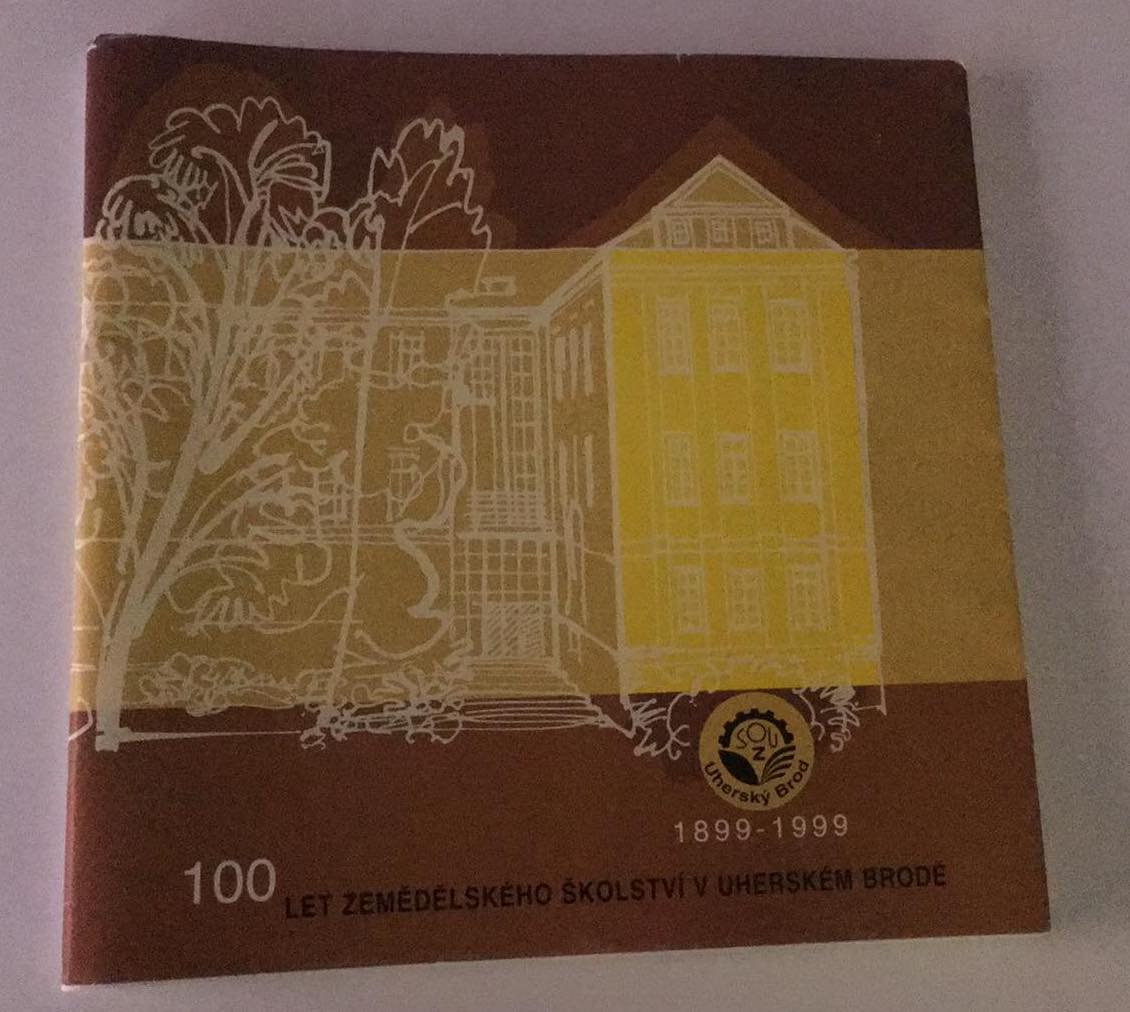 SOU
Z
Uherský Brod
1899-1999
100 LET ZEMĚDĚLSKÉHO ŠKOLSTVÍ V UHERSKÉM BRODĚ